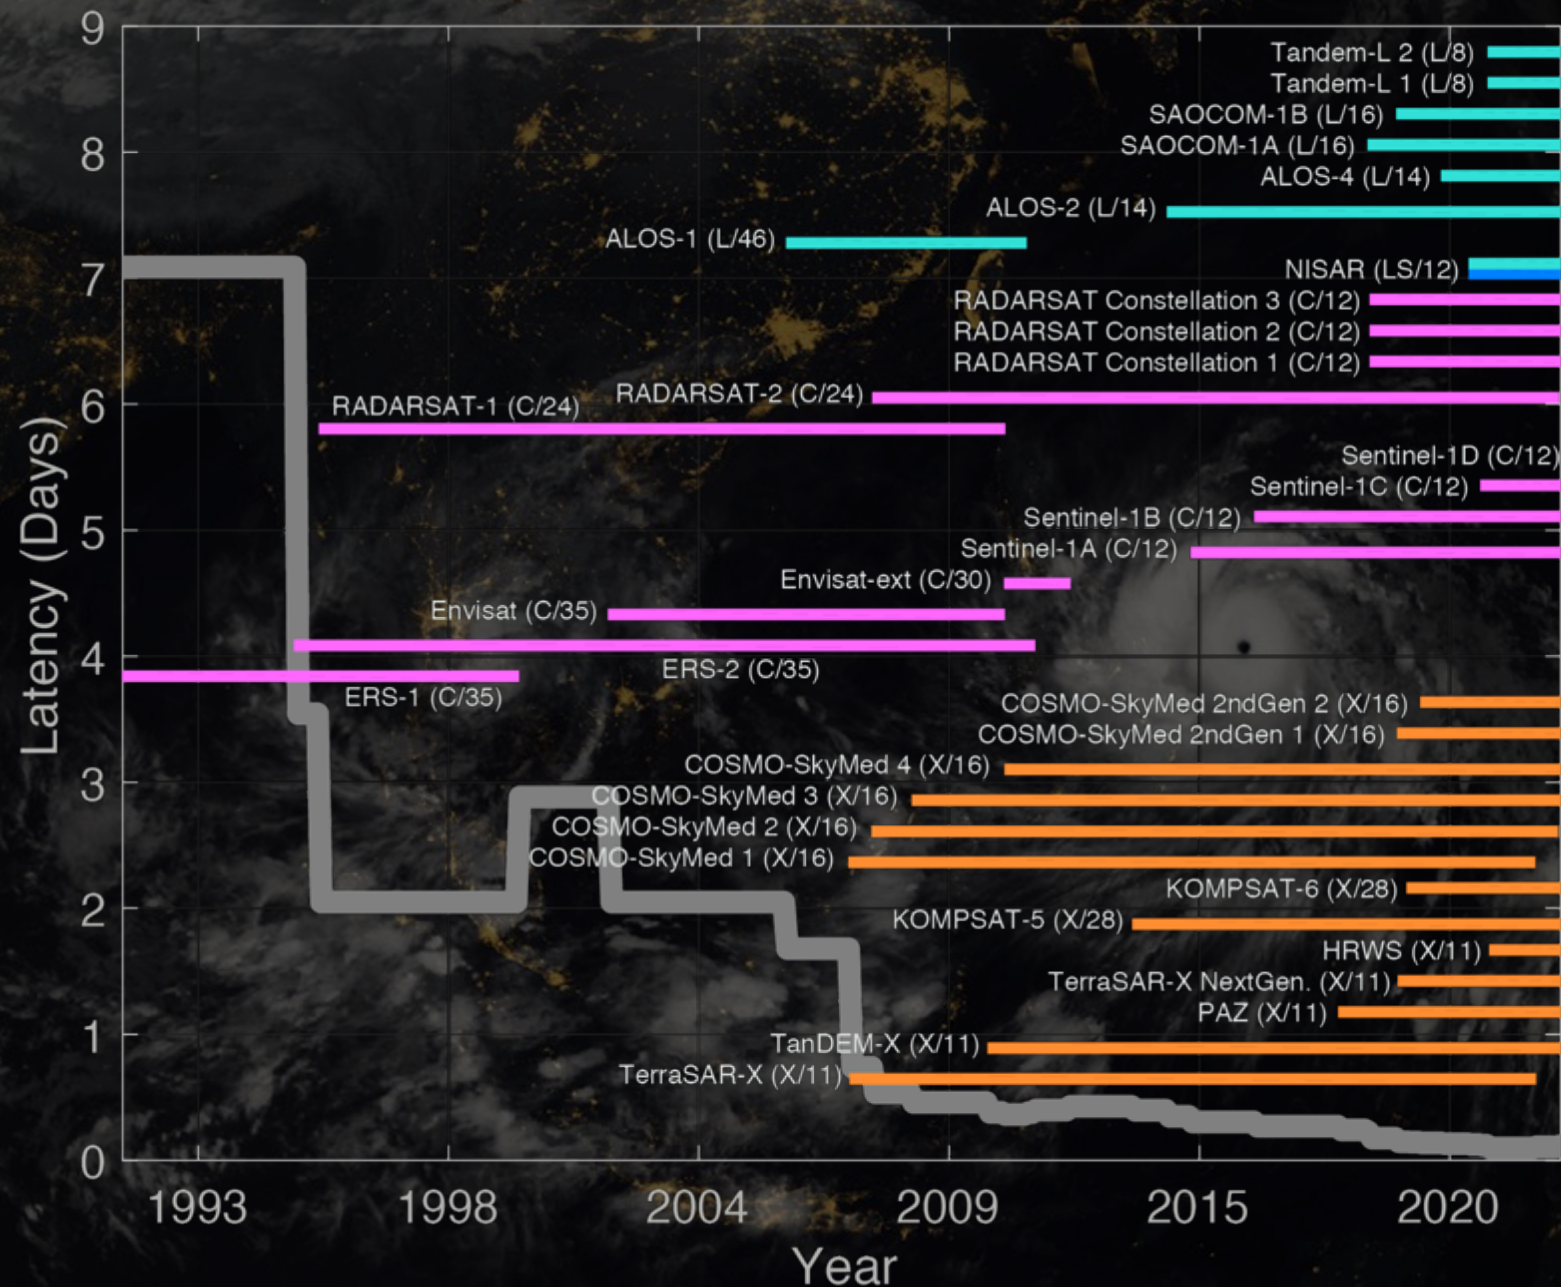 9
Tandem-L 2 (L/8)
Tandem-L 1 (L/8)
SAOCOM-1B (L/16)
8
SAOCOM-1A (L/16)
ALOS-4 (L/14)
ALOS-2 (L/14)
ALOS-1 (L/46)
7
NISAR (LS/12)
RADARSAT Constellation 3 (C/12)
RADARSAT Constellation 2 (C/12)
RADARSAT Constellation 1 (C/12)
6
RADARSAT-2 (C/24)
RADARSAT-1 (C/24)
Sentinel-1D (C/12)
Sentinel-1C (C/12)
5
Sentinel-1B (C/12)
Sentinel-1A (C/12)
Envisat-ext (C/30)
Envisat (C/35)
4
ERS-2 (C/35)
ERS-1 (C/35)
Latency (Days)
COSMO-SkyMed 2ndGen 2 (X/16)
COSMO-SkyMed 2ndGen 1 (X/16)
3
COSMO-SkyMed 4 (X/16)
COSMO-SkyMed 3 (X/16)
COSMO-SkyMed 2 (X/16)
COSMO-SkyMed 1 (X/16)
2
KOMPSAT-6 (X/28)
KOMPSAT-5 (X/28)
HRWS (X/11)
TerraSAR-X NextGen. (X/11)
PAZ (X/11)
1
TanDEM-X (X/11)
TerraSAR-X (X/11)
0
1993 1998 2004 2009 2015 2020
Year